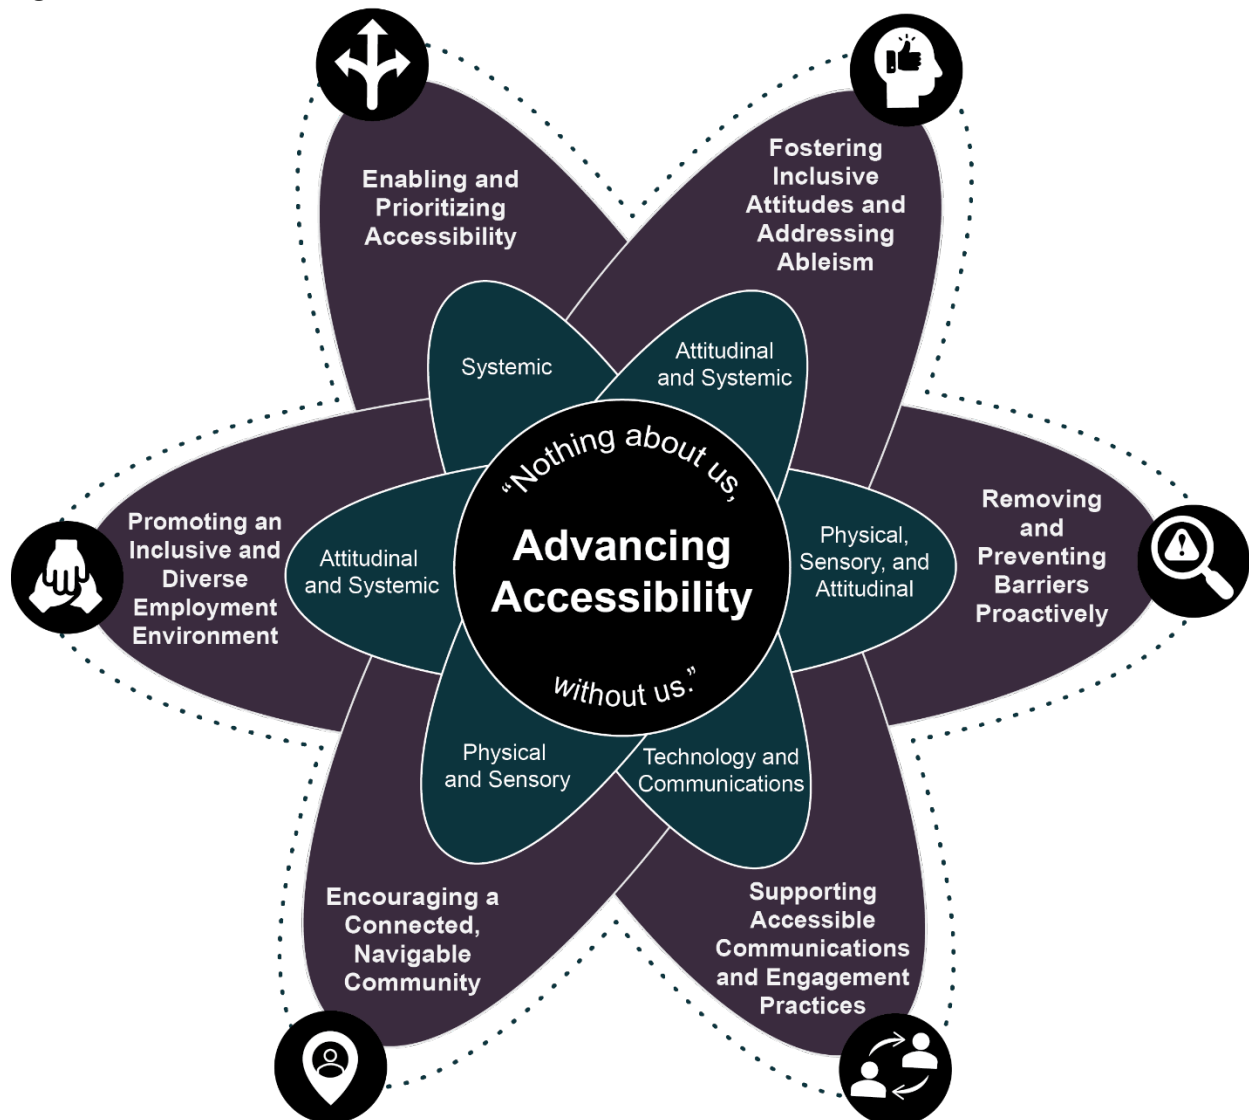 Enabling and
Prioritizing
Accessibility
Fostering
Inclusive
Attitudes and
Addressing
Ableism
Systemic
Attitudinal
and Systemic
Promoting an
Inclusive and
Diverse
Employment
Environment
Attitudinal
and Systemic
“Nothing about us,
Advancing
Accessibility
without us.”
Physical,
Sensory, and
Attitudinal
Removing
and
Preventing
Barriers
Proactively
Physical
and Sensory
Technology and
Communications
Encouraging a
Connected,
Navigable
Community
Supporting
Accessible
Communications
and Engagement
Practices